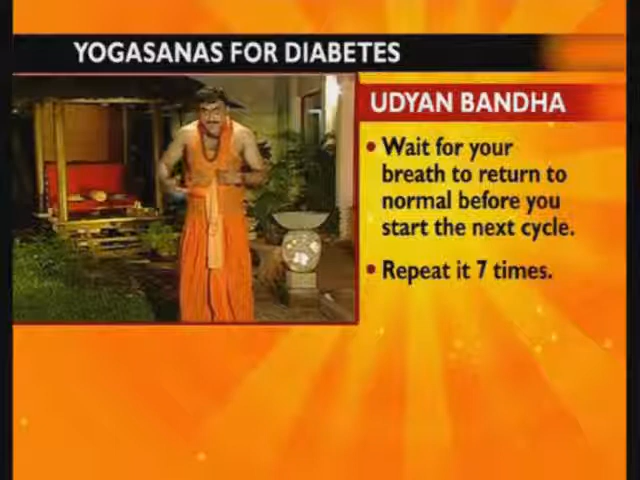 YOGASANAS FOR DIABETES
UDYAN BANDHA
• Wait for your
breath to return to
normal before you
start the next cycle.
• Repeat it 7 times.